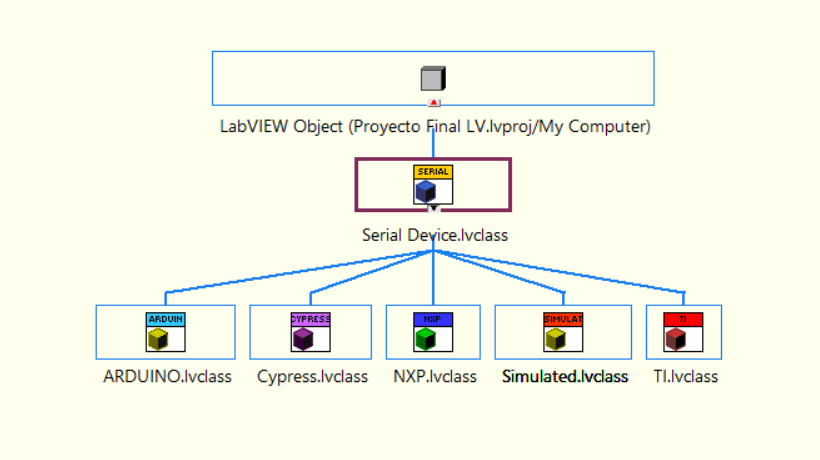 LabVIEW Object (Proyecto Final LV.lvproj/My Computer)
SERIAL
Serial Device.lvclass
ARDUIN
CYPRESS
NXP
SIMULAT
TI
ARDUINO.lvclass
Cypress.lvclass
NXP.lvclass
Simulated.lvclass
TI.lvclass